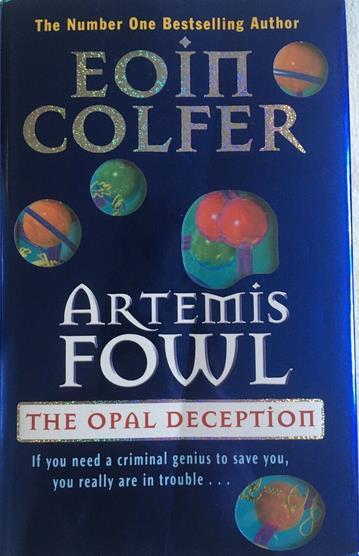 The Number One Bestselling Author
EOIN
COLFER
ARTEMIS
FOWL
THE OPAL DECEPTION
If you need a criminal genius to save you,
you really are in trouble . . .